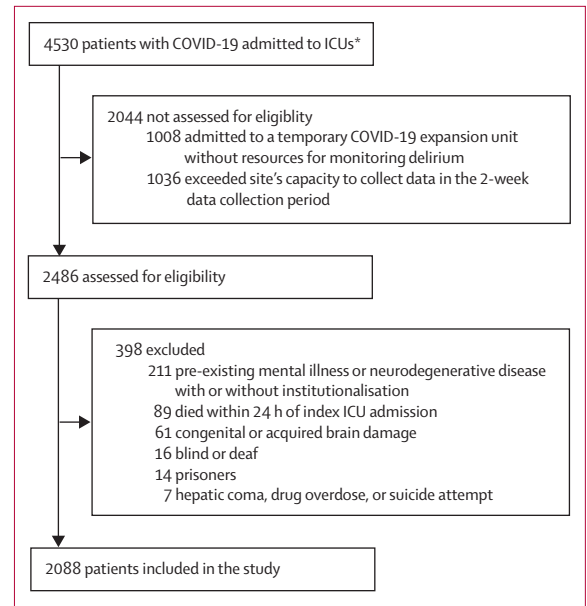 4530 patients with COVID-19 admitted to ICUs*
2044 not assessed for eligiblity
1008 admitted to a temporary COVID-19 expansion unit
without resources for monitoring delirium
1036 exceeded site's capacity to collect data in the 2-week
data collection period
2486 assessed for eligibility
398 excluded
211 pre-existing mental illness or neurodegenerative disease
with or without institutionalisation
89 died within 24 h of index ICU admission
61 congenital or acquired brain damage
16 blind or deaf
14 prisoners
7 hepatic coma, drug overdose, or suicide attempt
2088 patients included in the study